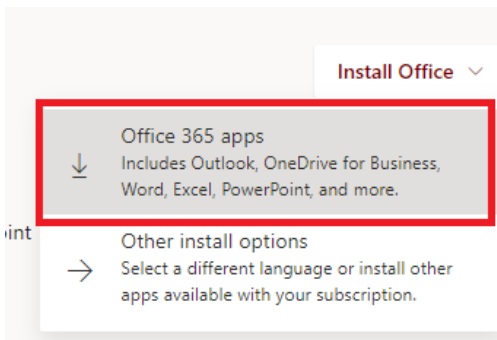 Install Office
Office 365 apps
Includes Outlook, OneDrive for Business,
Word, Excel, PowerPoint, and more.
int
Other install options
Select a different language or install other
apps available with your subscription.